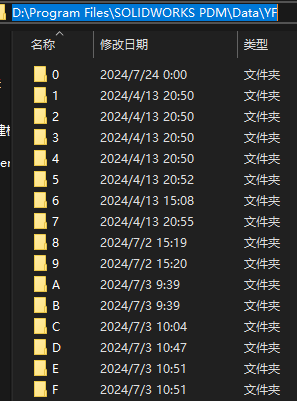 D:\Program Files\SOLIDWORKS PDM\Data\YF
名称 修改日期 类型
0 2024/7/24 0:00 文件夹
1 2024/4/13 20:50 文件夹
2 2024/4/13 20:50 文件夹
3 2024/4/13 20:50 文件夹
4 2024/4/13 20:50 文件夹
5 2024/4/13 20:52 文件夹
6 2024/4/13 15:08 文件夹
7 2024/4/13 20:55 文件夹
8 2024/7/2 15:19 文件夹
9 2024/7/2 15:20 文件夹
A 2024/7/3 9:39 文件夹
B 2024/7/3 9:39 文件夹
C 2024/7/3 10:04 文件夹
D 2024/7/3 10:47 文件夹
E 2024/7/3 10:51 文件夹
F 2024/7/3 10:51 文件夹